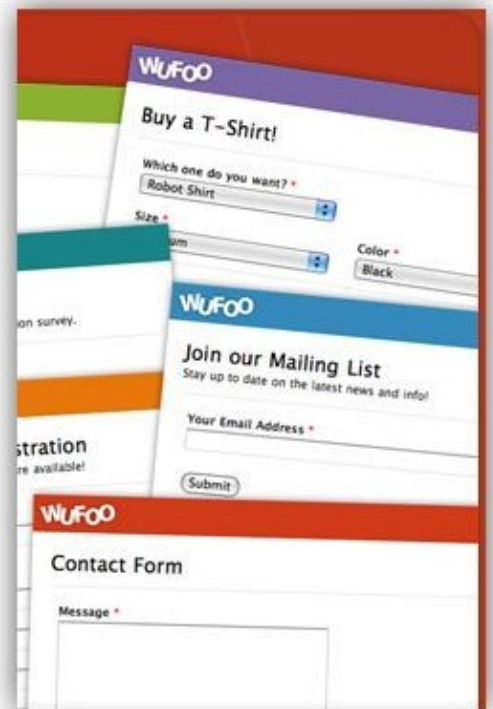 WUFOO
Buy a T-Shirt!
Which one do you want? *
Robot Shirt
Size *
Color *
um
Black
on survey.
WUFOO
Join our Mailing List
Stay up to date on the latest news and info!
Your Email Address *
Submit
stration
re available!
WUFOO
Contact Form
Message *